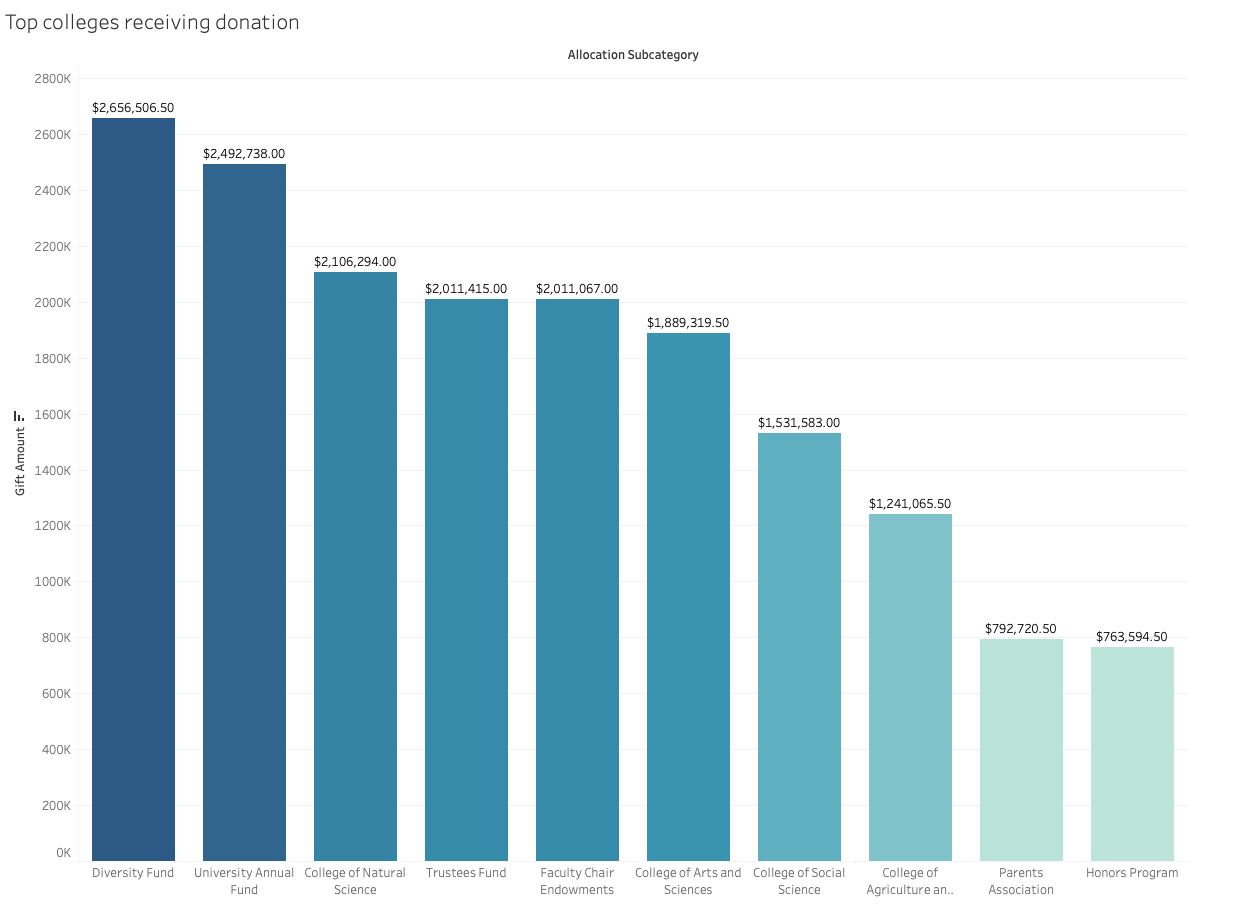 Top colleges receiving donation
Allocation Subcategory
2800K
2600K
2400K
2200K
2000K
1800K
1600K
1400K
1200K
1000K
800K
600K
400K
200K
0K
Gift Amount
$2,656,506.50
$2,492,738.00
$2,106,294.00
$2,011,415.00
$2,011,067.00
$1,889,319.50
$1,531,583.00
$1,241,065.50
$792,720.50
$763,594.50
Diversity Fund
University Annual
Fund
College of Natural
Science
Trustees Fund
Faculty Chair
Endowments
College of Arts and
Sciences
College of Social
Science
College of
Agriculture an..
Parents
Association
Honors Program